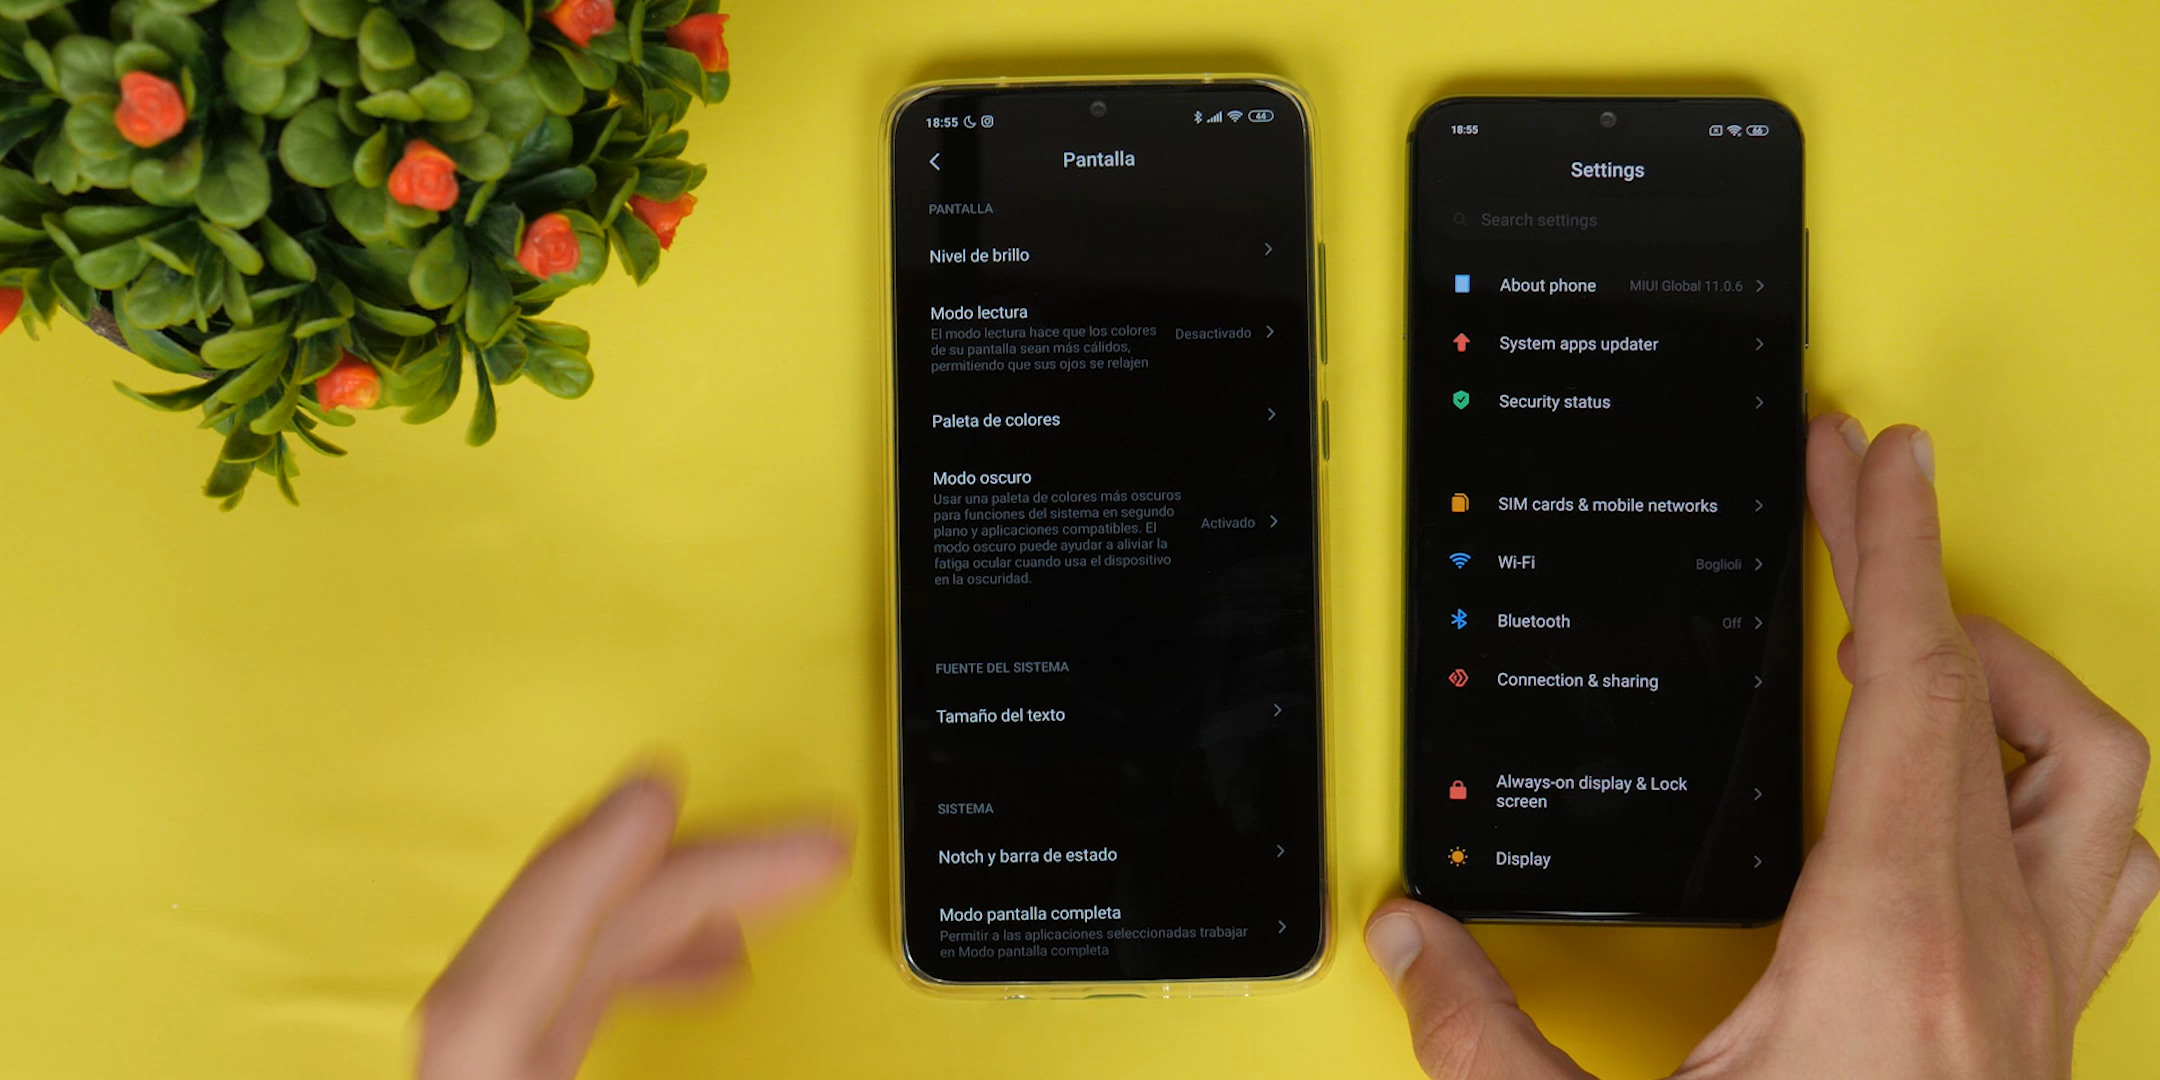 18:55
44
Pantalla
PANTALLA
Nivel de brillo
Modo lectura
El modo lectura hace que los colores
de su pantalla sean más cálidos,
permitiendo que sus ojos se relajen
Desactivado
Paleta de colores
Modo oscuro
Usar una paleta de colores más oscuros
para funciones del sistema en segundo
plano y aplicaciones compatibles. El
modo oscuro puede ayudar a aliviar la
fatiga ocular cuando usa el dispositivo
en la oscuridad.
Activado
FUENTE DEL SISTEMA
Tamaño del texto
SISTEMA
Notch y barra de estado
Modo pantalla completa
Permitir a las aplicaciones seleccionadas trabajar
en Modo pantalla completa
18:55
66
Settings
Search settings
About phone MIUI Global 11.0.6
System apps updater
Security status
SIM cards & mobile networks
Wi-Fi Boglioli
Bluetooth Off
Connection & sharing
Always-on display & Lock
screen
Display